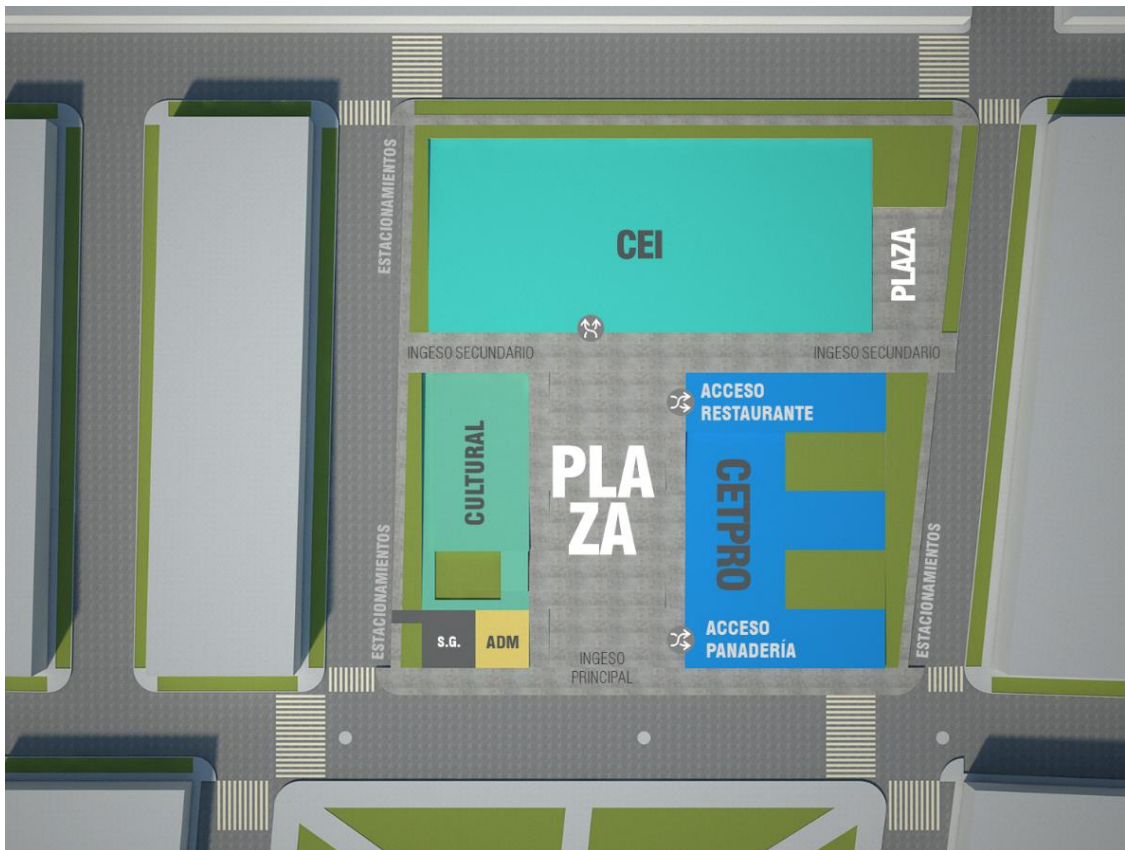 ESTACIONAMIENTOS
CEI
PLAZA
INGESO SECUNDARIO
INGESO SECUNDARIO
CULTURAL
PLA
ZA
ACCESO
RESTAURANTE
CETPRO
ESTACIONAMIENTOS
ESTACIONAMIENTOS
S.G.
ADM
INGESO
PRINCIPAL
ACCESO
PANADERÍA